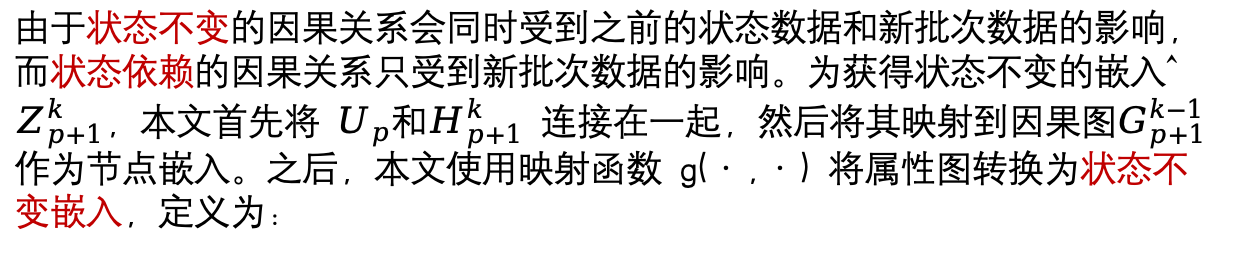 由于状态不变的因果关系会同时受到之前的状态数据和新批次数据的影响，
而状态依赖的因果关系只受到新批次数据的影响。为获得状态不变的嵌入^
Z_{p+1}^{k}，本文首先将 U_p和H_{p+1}^{k} 连接在一起，然后将其映射到因果图G_{p+1}^{k−1}
作为节点嵌入。之后，本文使用映射函数 g(·,·) 将属性图转换为状态不
变嵌入，定义为：